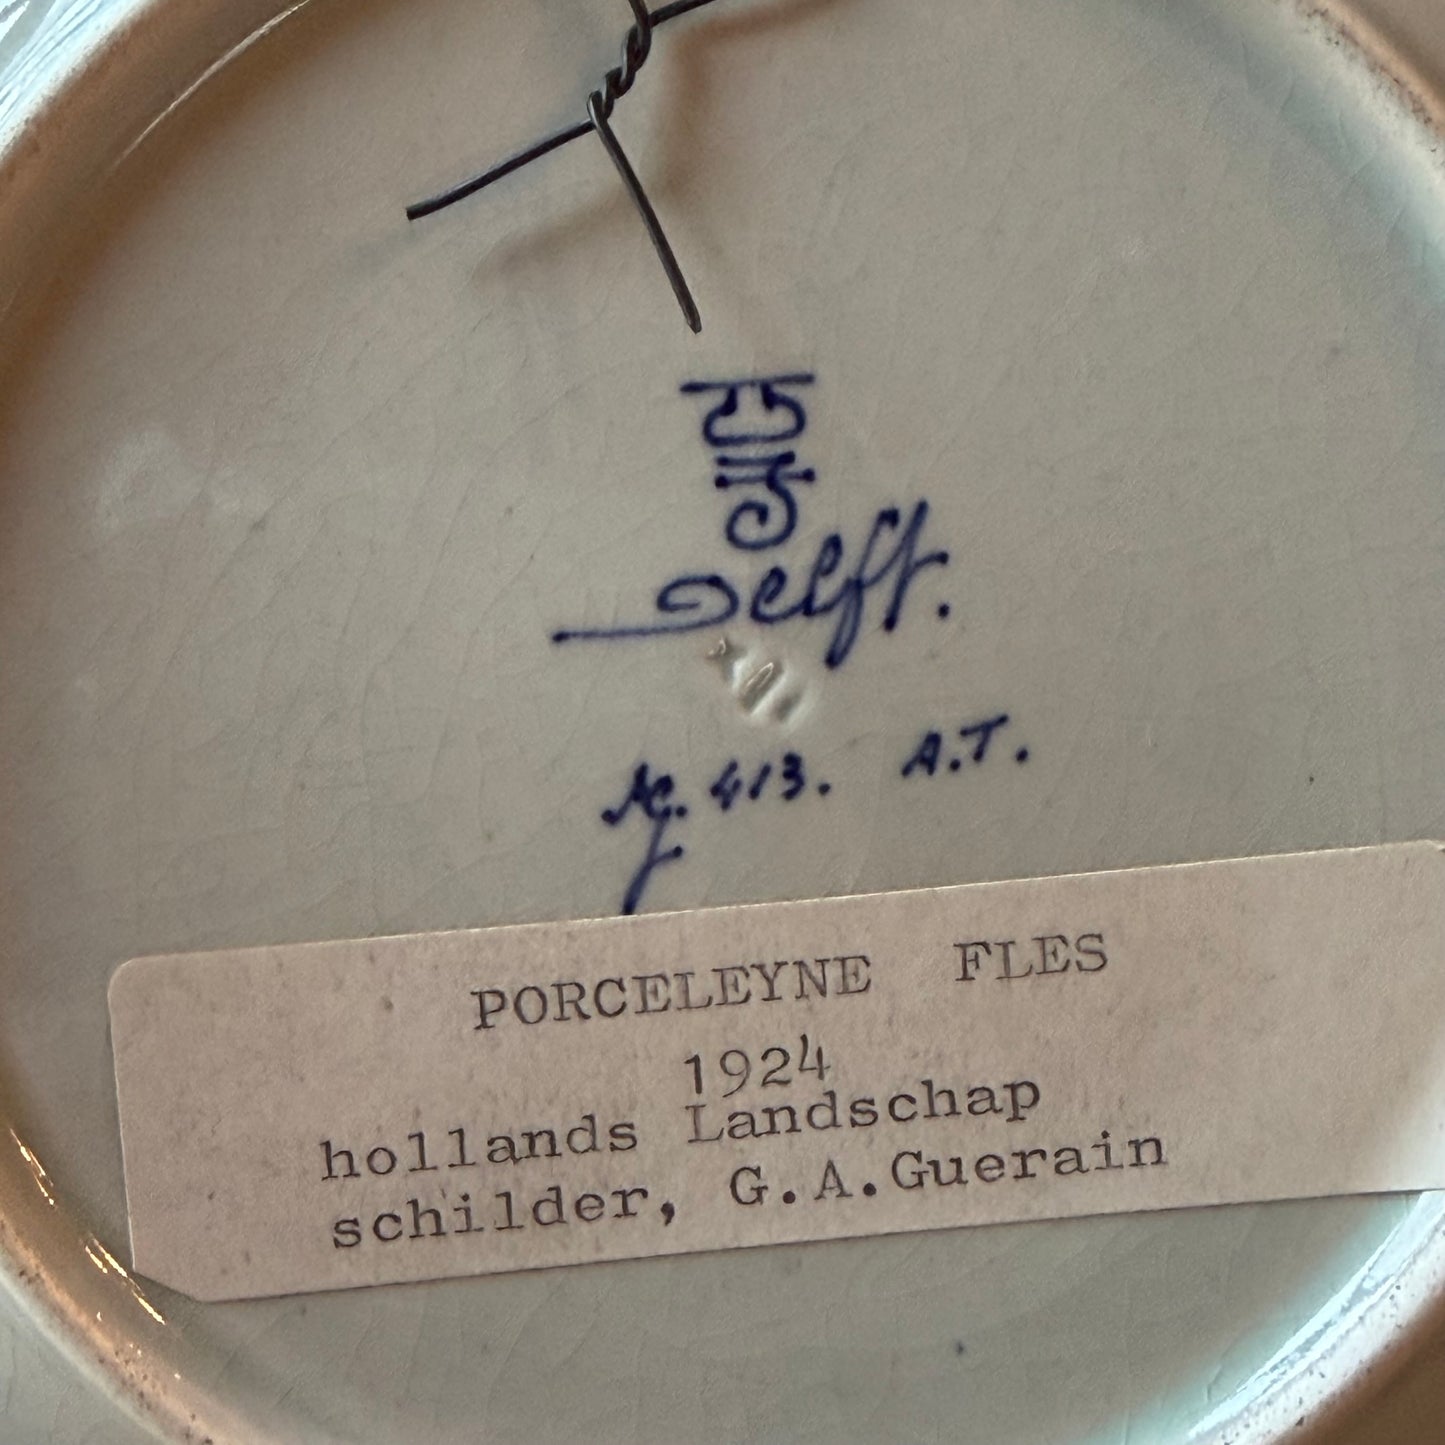 Delft.
413. A.T.
PORCELEYNE FLES
1924
hollands Landschap
schilder, G.A.Guerain